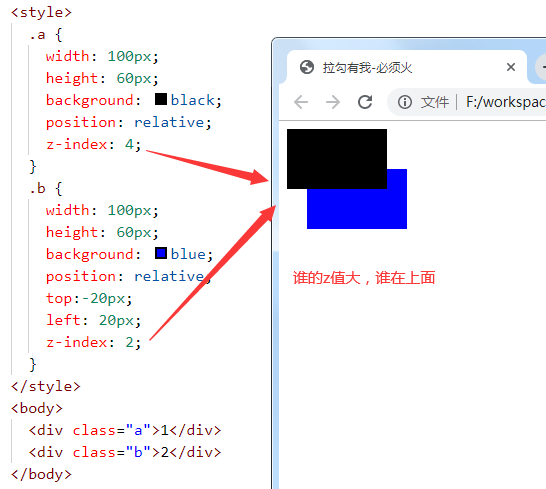 <style>
.a {
width: 100px;
height: 60px;
background: black;
position: relative;
z-index: 4;
}
.b {
width: 100px;
height: 60px;
background: blue;
position: relative;
top:-20px;
left: 20px;
z-index: 2;
}
</style>
<body>
<div class="a">1</div>
<div class="b">2</div>
</body>
拉勾有我-必须火
文件 F:/workspac
谁的z值大，谁在上面